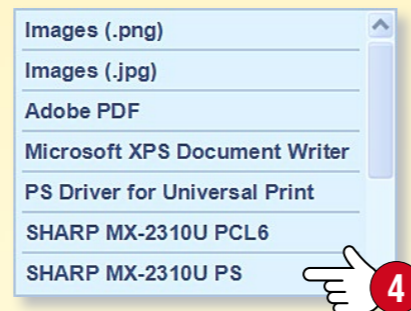 Images (.png)
Images (.jpg)
Adobe PDF
Microsoft XPS Document Writer
PS Driver for Universal Print
SHARP MX-2310U PCL6
SHARP MX-2310U PS
4